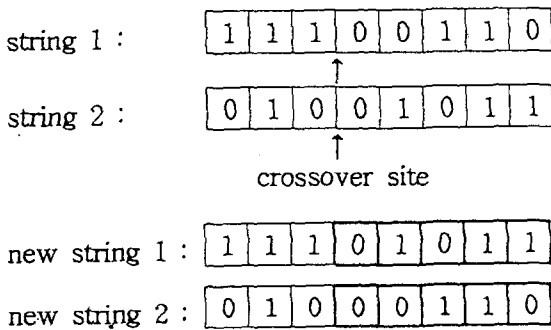 string 1 : 1 1 1 0 0 1 1 0
↑
string 2 : 0 1 0 0 1 0 1 1
↑
crossover site
new string 1 : 1 1 1 0 1 0 1 1
new string 2 : 0 1 0 0 0 1 1 0